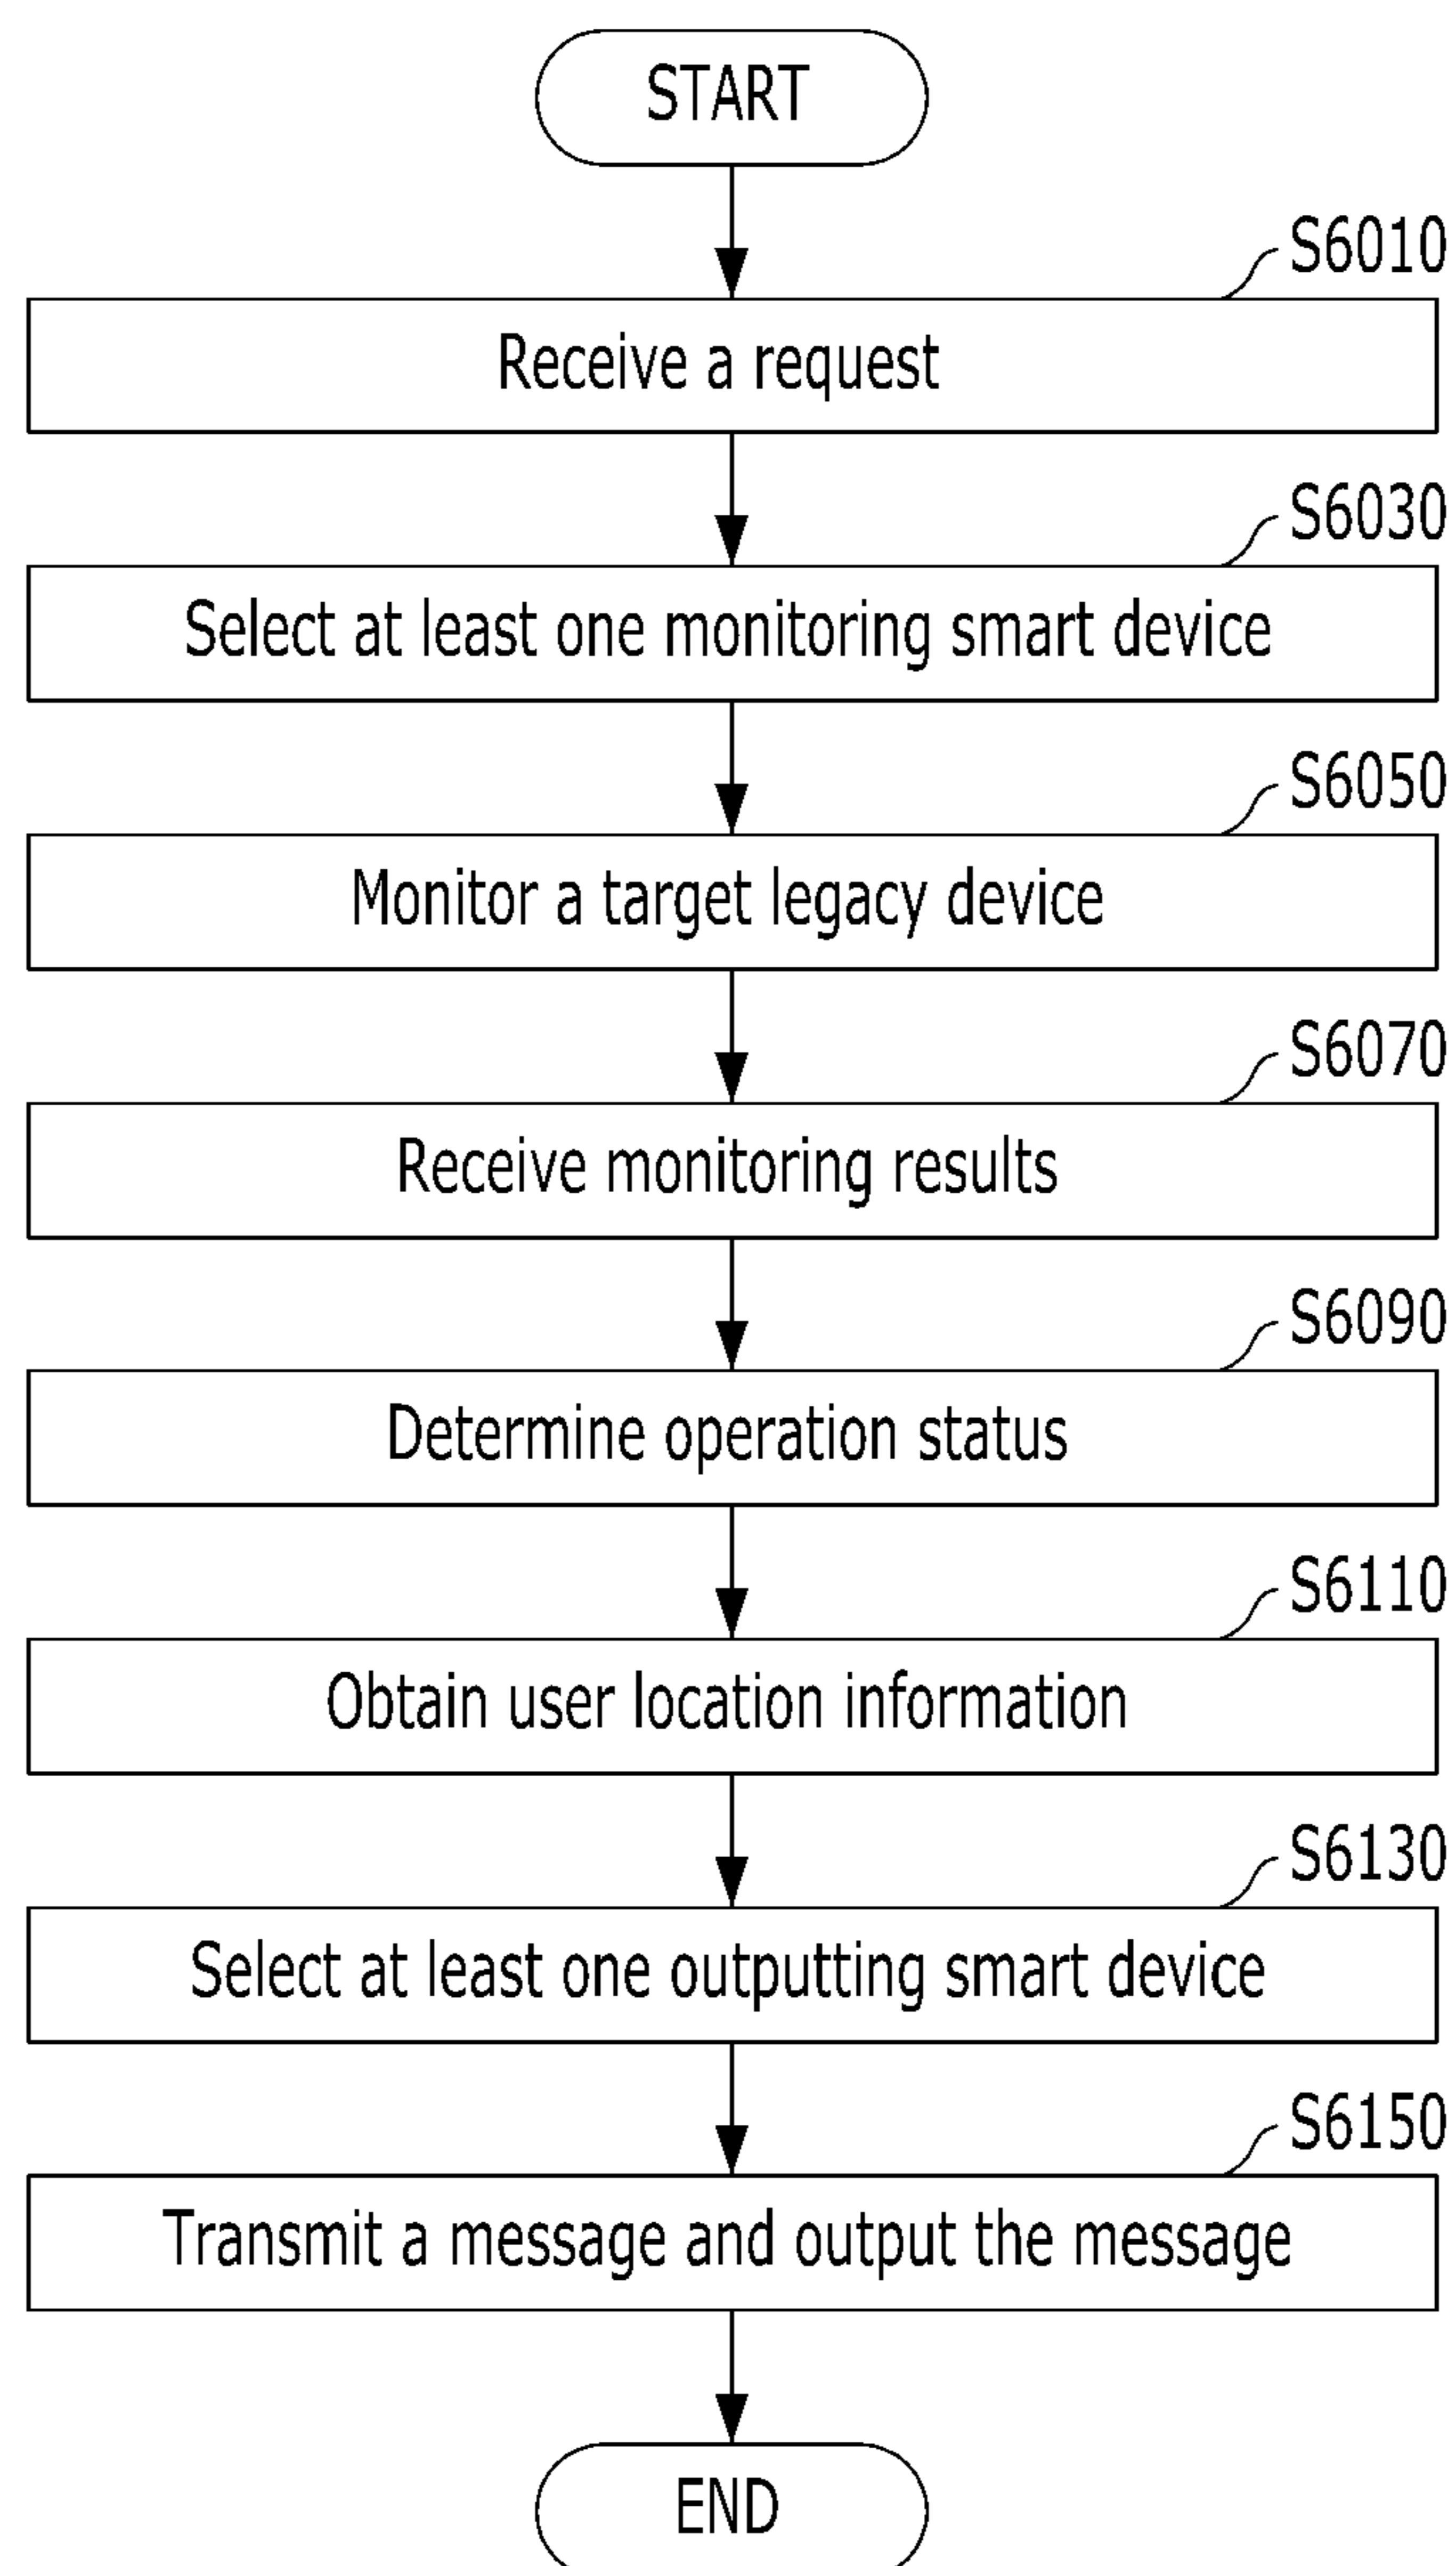 START
S6010
Receive a request
S6030
Select at least one monitoring smart device
S6050
Monitor a target legacy device
S6070
Receive monitoring results
S6090
Determine operation status
S6110
Obtain user location information
S6130
Select at least one outputting smart device
S6150
Transmit a message and output the message
END